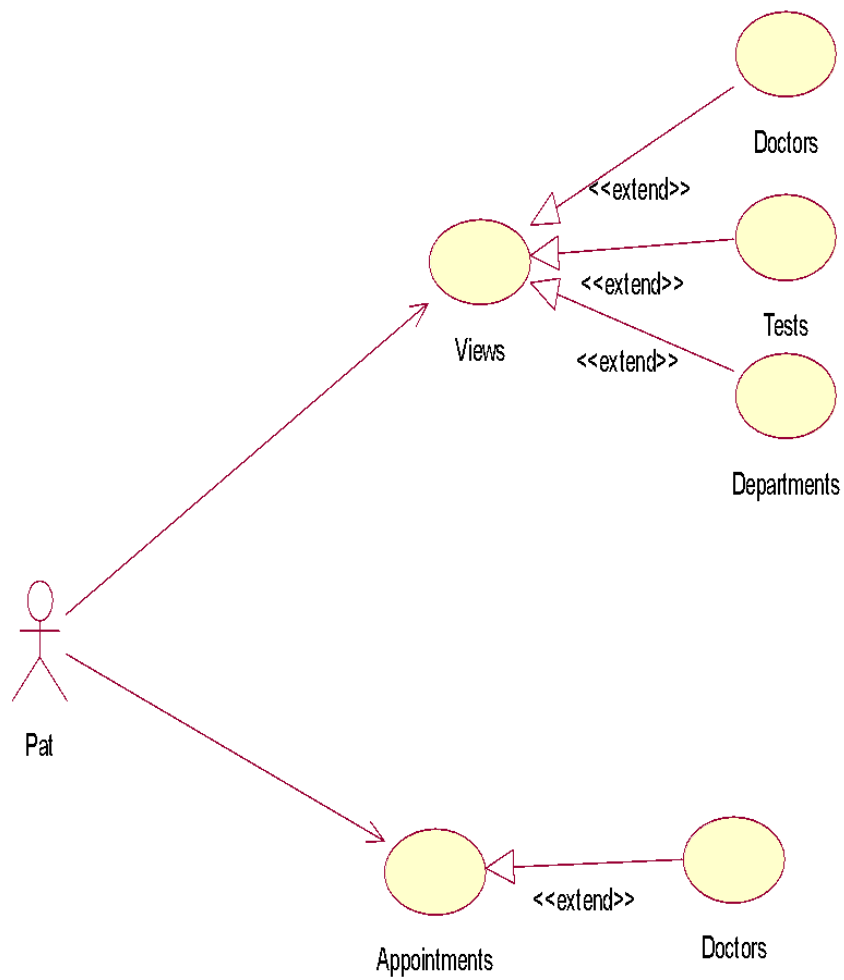 Doctors
<<extend>>
<<extend>>
Tests
Views
<<extend>>
Departments
Pat
<<extend>>
Appointments
Doctors